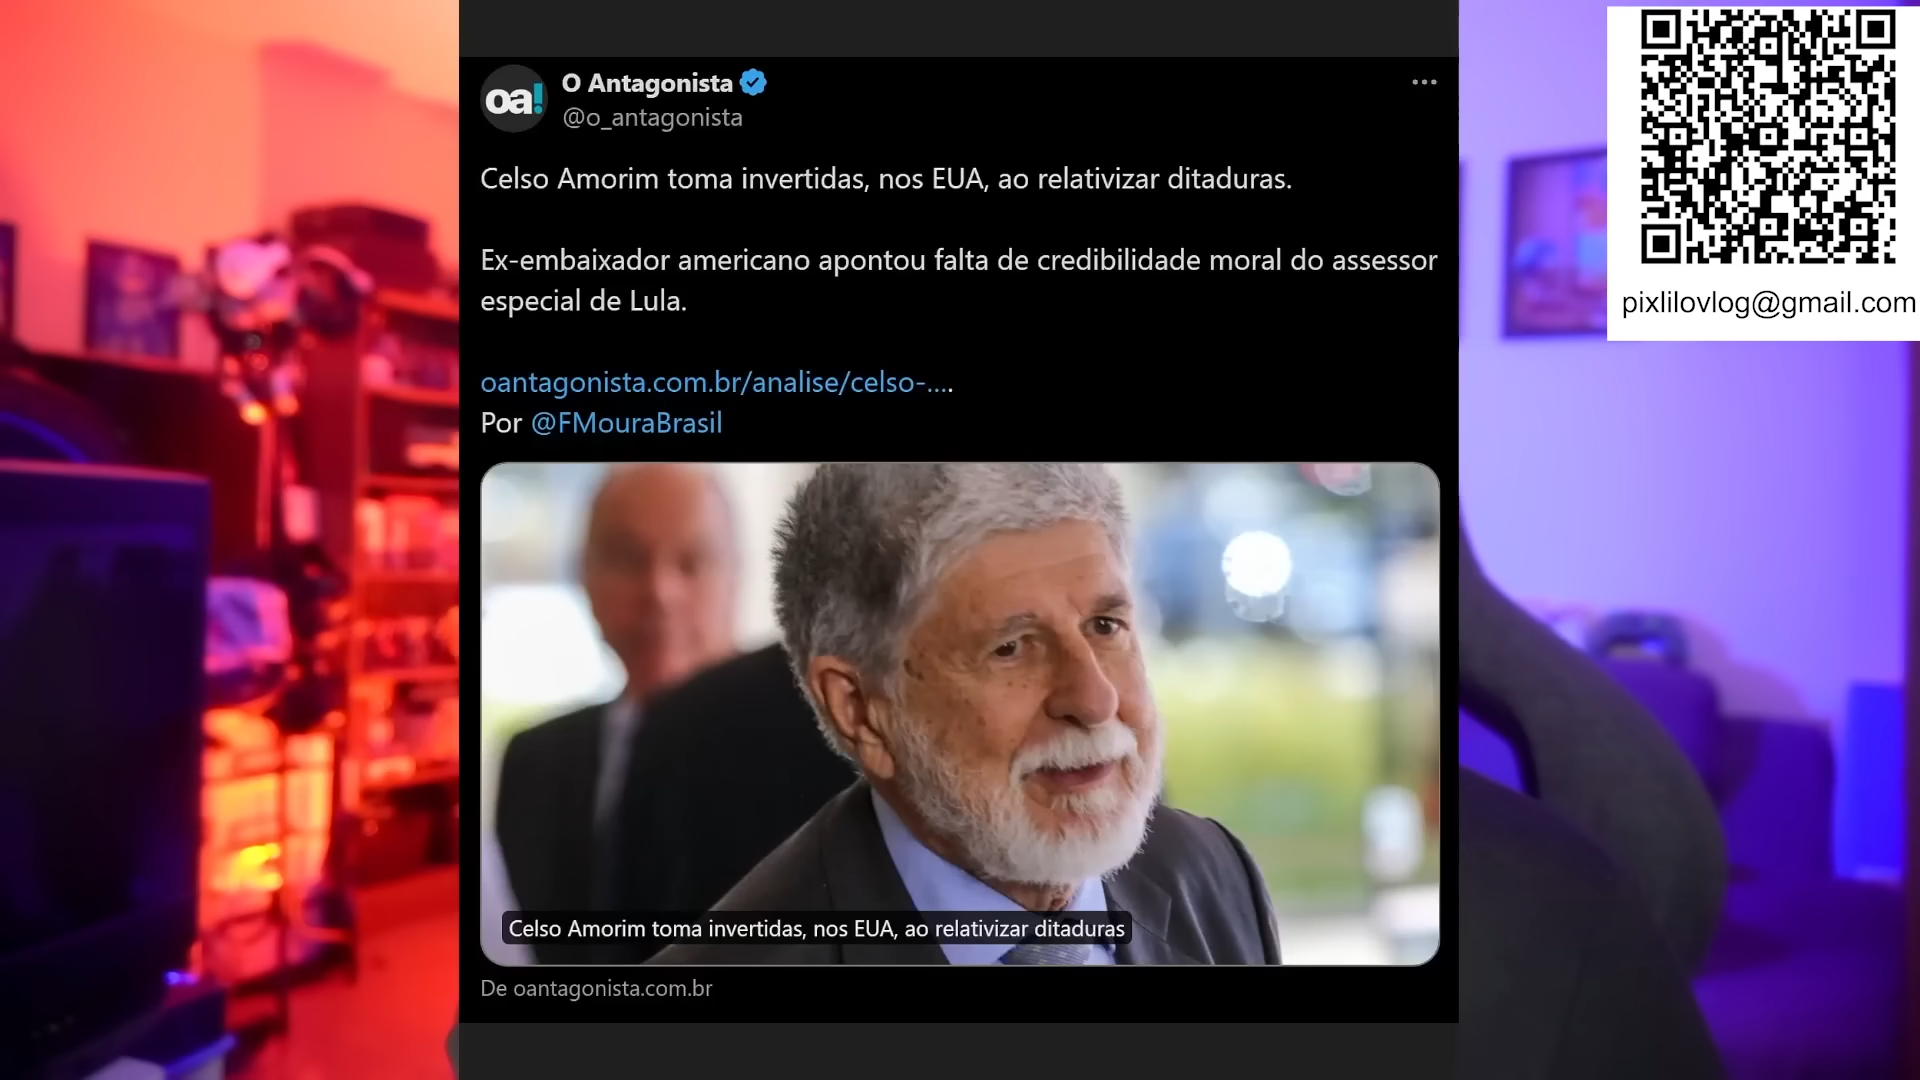 oa!
O Antagonista
@o_antagonista
Celso Amorim toma invertidas, nos EUA, ao relativizar ditaduras.
Ex-embaixador americano apontou falta de credibilidade moral do assessor
especial de Lula.
oantagonista.com.br/analise/celso-....
Por @FMouraBrasil
Celso Amorim toma invertidas, nos EUA, ao relativizar ditaduras
De oantagonista.com.br
pixlilovlog@gmail.com